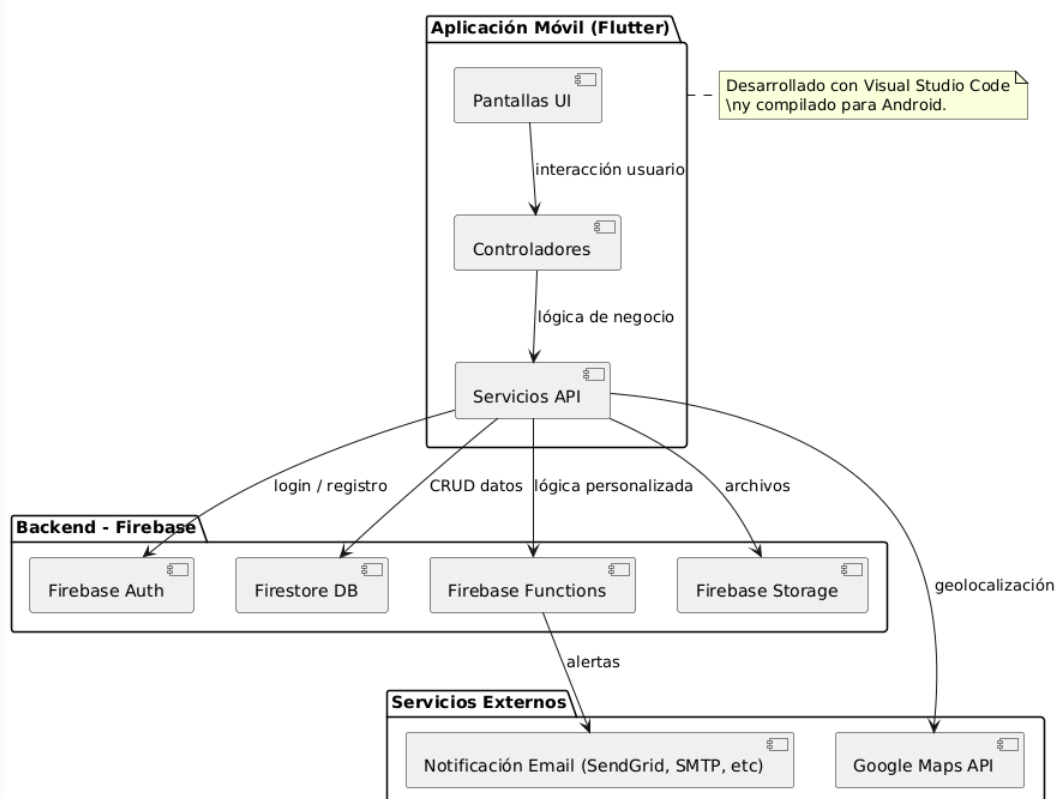 Aplicación Móvil (Flutter)
Pantallas UI
Desarrollado con Visual Studio Code
\ny compilado para Android.
interacción usuario
Controladores
lógica de negocio
Servicios API
login / registro
CRUD datos
lógica personalizada
archivos
Backend - Firebase
Firebase Auth
Firestore DB
Firebase Functions
Firebase Storage
geolocalización
alertas
Servicios Externos
Notificación Email (SendGrid, SMTP, etc)
Google Maps API